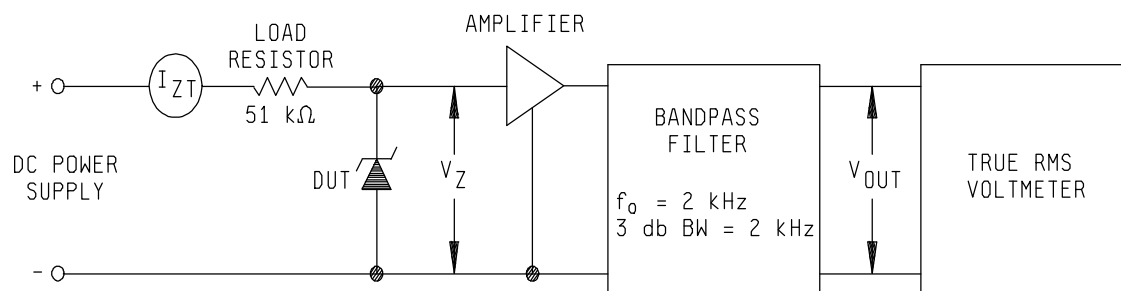 AMPLIFIER
LOAD
RESISTOR
+
I ZT
51 kΩ
BANDPASS
FILTER
f₀ = 2 kHz
3 db BW = 2 kHz
DC POWER
SUPPLY
DUT
V Z
V OUT
TRUE RMS
VOLTMETER
-